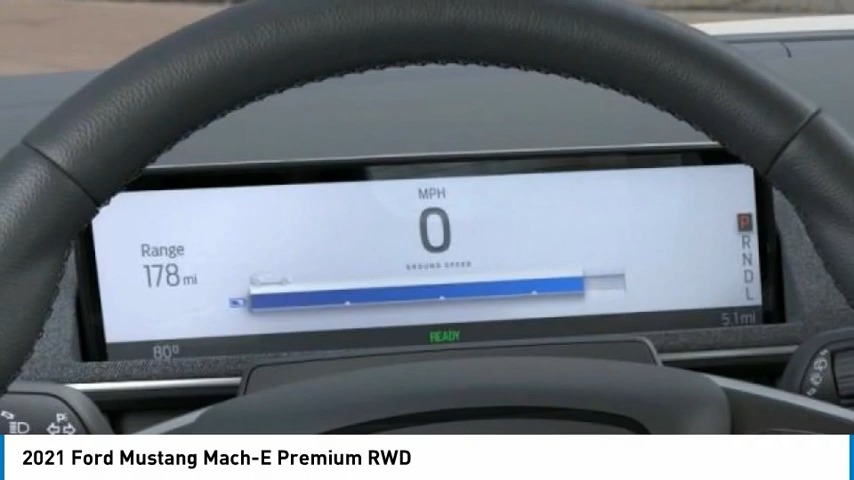 MPH
0
GROUND SPEED
Range
178 mi
P
R
N
D
L
5.1 mi
READY
80°
2021 Ford Mustang Mach-E Premium RWD